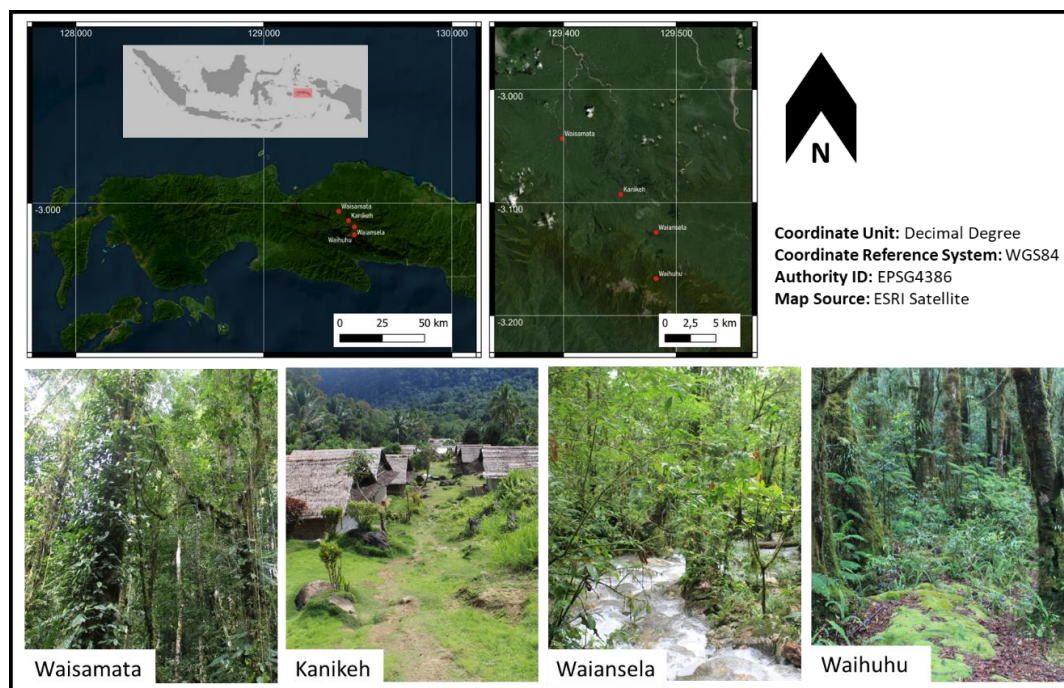 128.000
129.000
130.000
-3.000
Waisamata
Kanikeh
Waiansela
Waihuhu
0 25 50 km
129.400
129.500
-3.000
-3.100
-3.200
Waisamata
Kanikeh
Waiansela
Waihuhu
0 2,5 5 km
N
Coordinate Unit: Decimal Degree
Coordinate Reference System: WGS84
Authority ID: EPSG4386
Map Source: ESRI Satellite
Waisamata
Kanikeh
Waiansela
Waihuhu